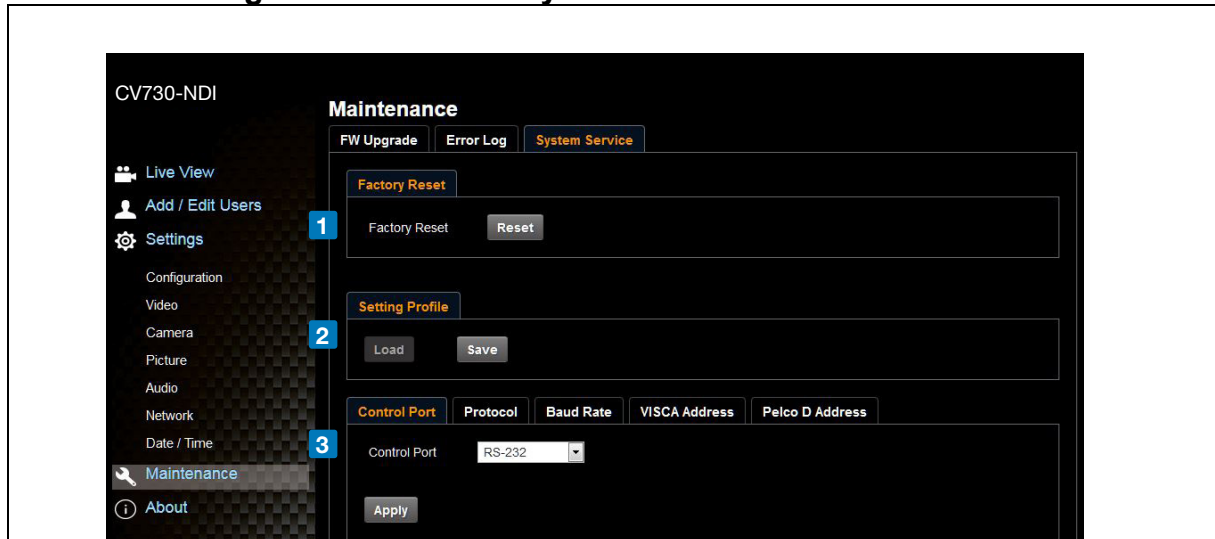 CV730-NDI
Maintenance
FW Upgrade Error Log System Service
Live View
Add / Edit Users
Settings
Configuration
Video
Camera
Picture
Audio
Network
Date / Time
Maintenance
About
Factory Reset
1 Factory Reset Reset
Setting Profile
2 Load Save
Control Port Protocol Baud Rate VISCA Address Pelco D Address
3 Control Port RS-232
Apply